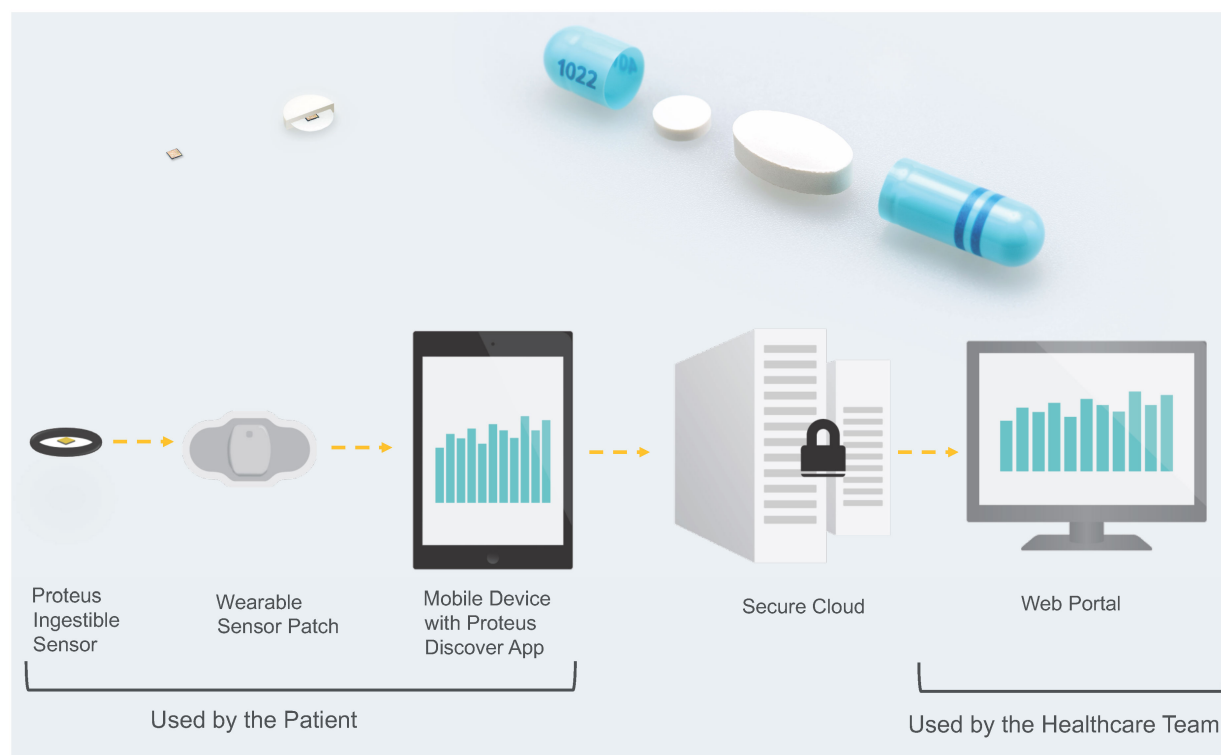 1022
Proteus
Ingestible
Sensor
Wearable
Sensor Patch
Mobile Device
with Proteus
Discover App
Secure Cloud
Web Portal
Used by the Patient
Used by the Healthcare Team